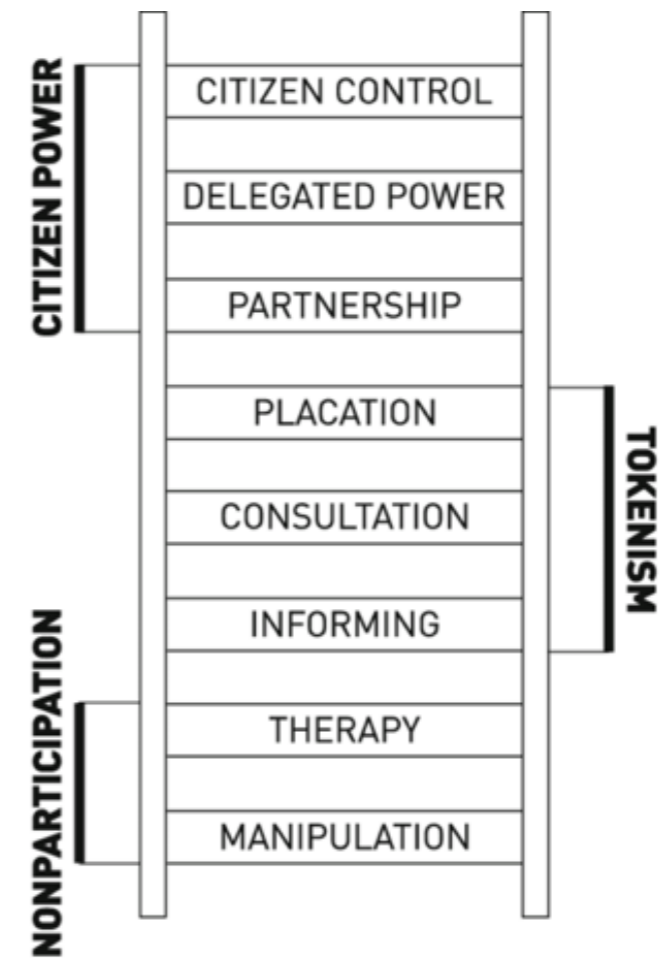 CITIZEN POWER
CITIZEN CONTROL
DELEGATED POWER
PARTNERSHIP
PLACATION
CONSULTATION
INFORMING
TOKENISM
THERAPY
MANIPULATION
NONPARTICIPATION